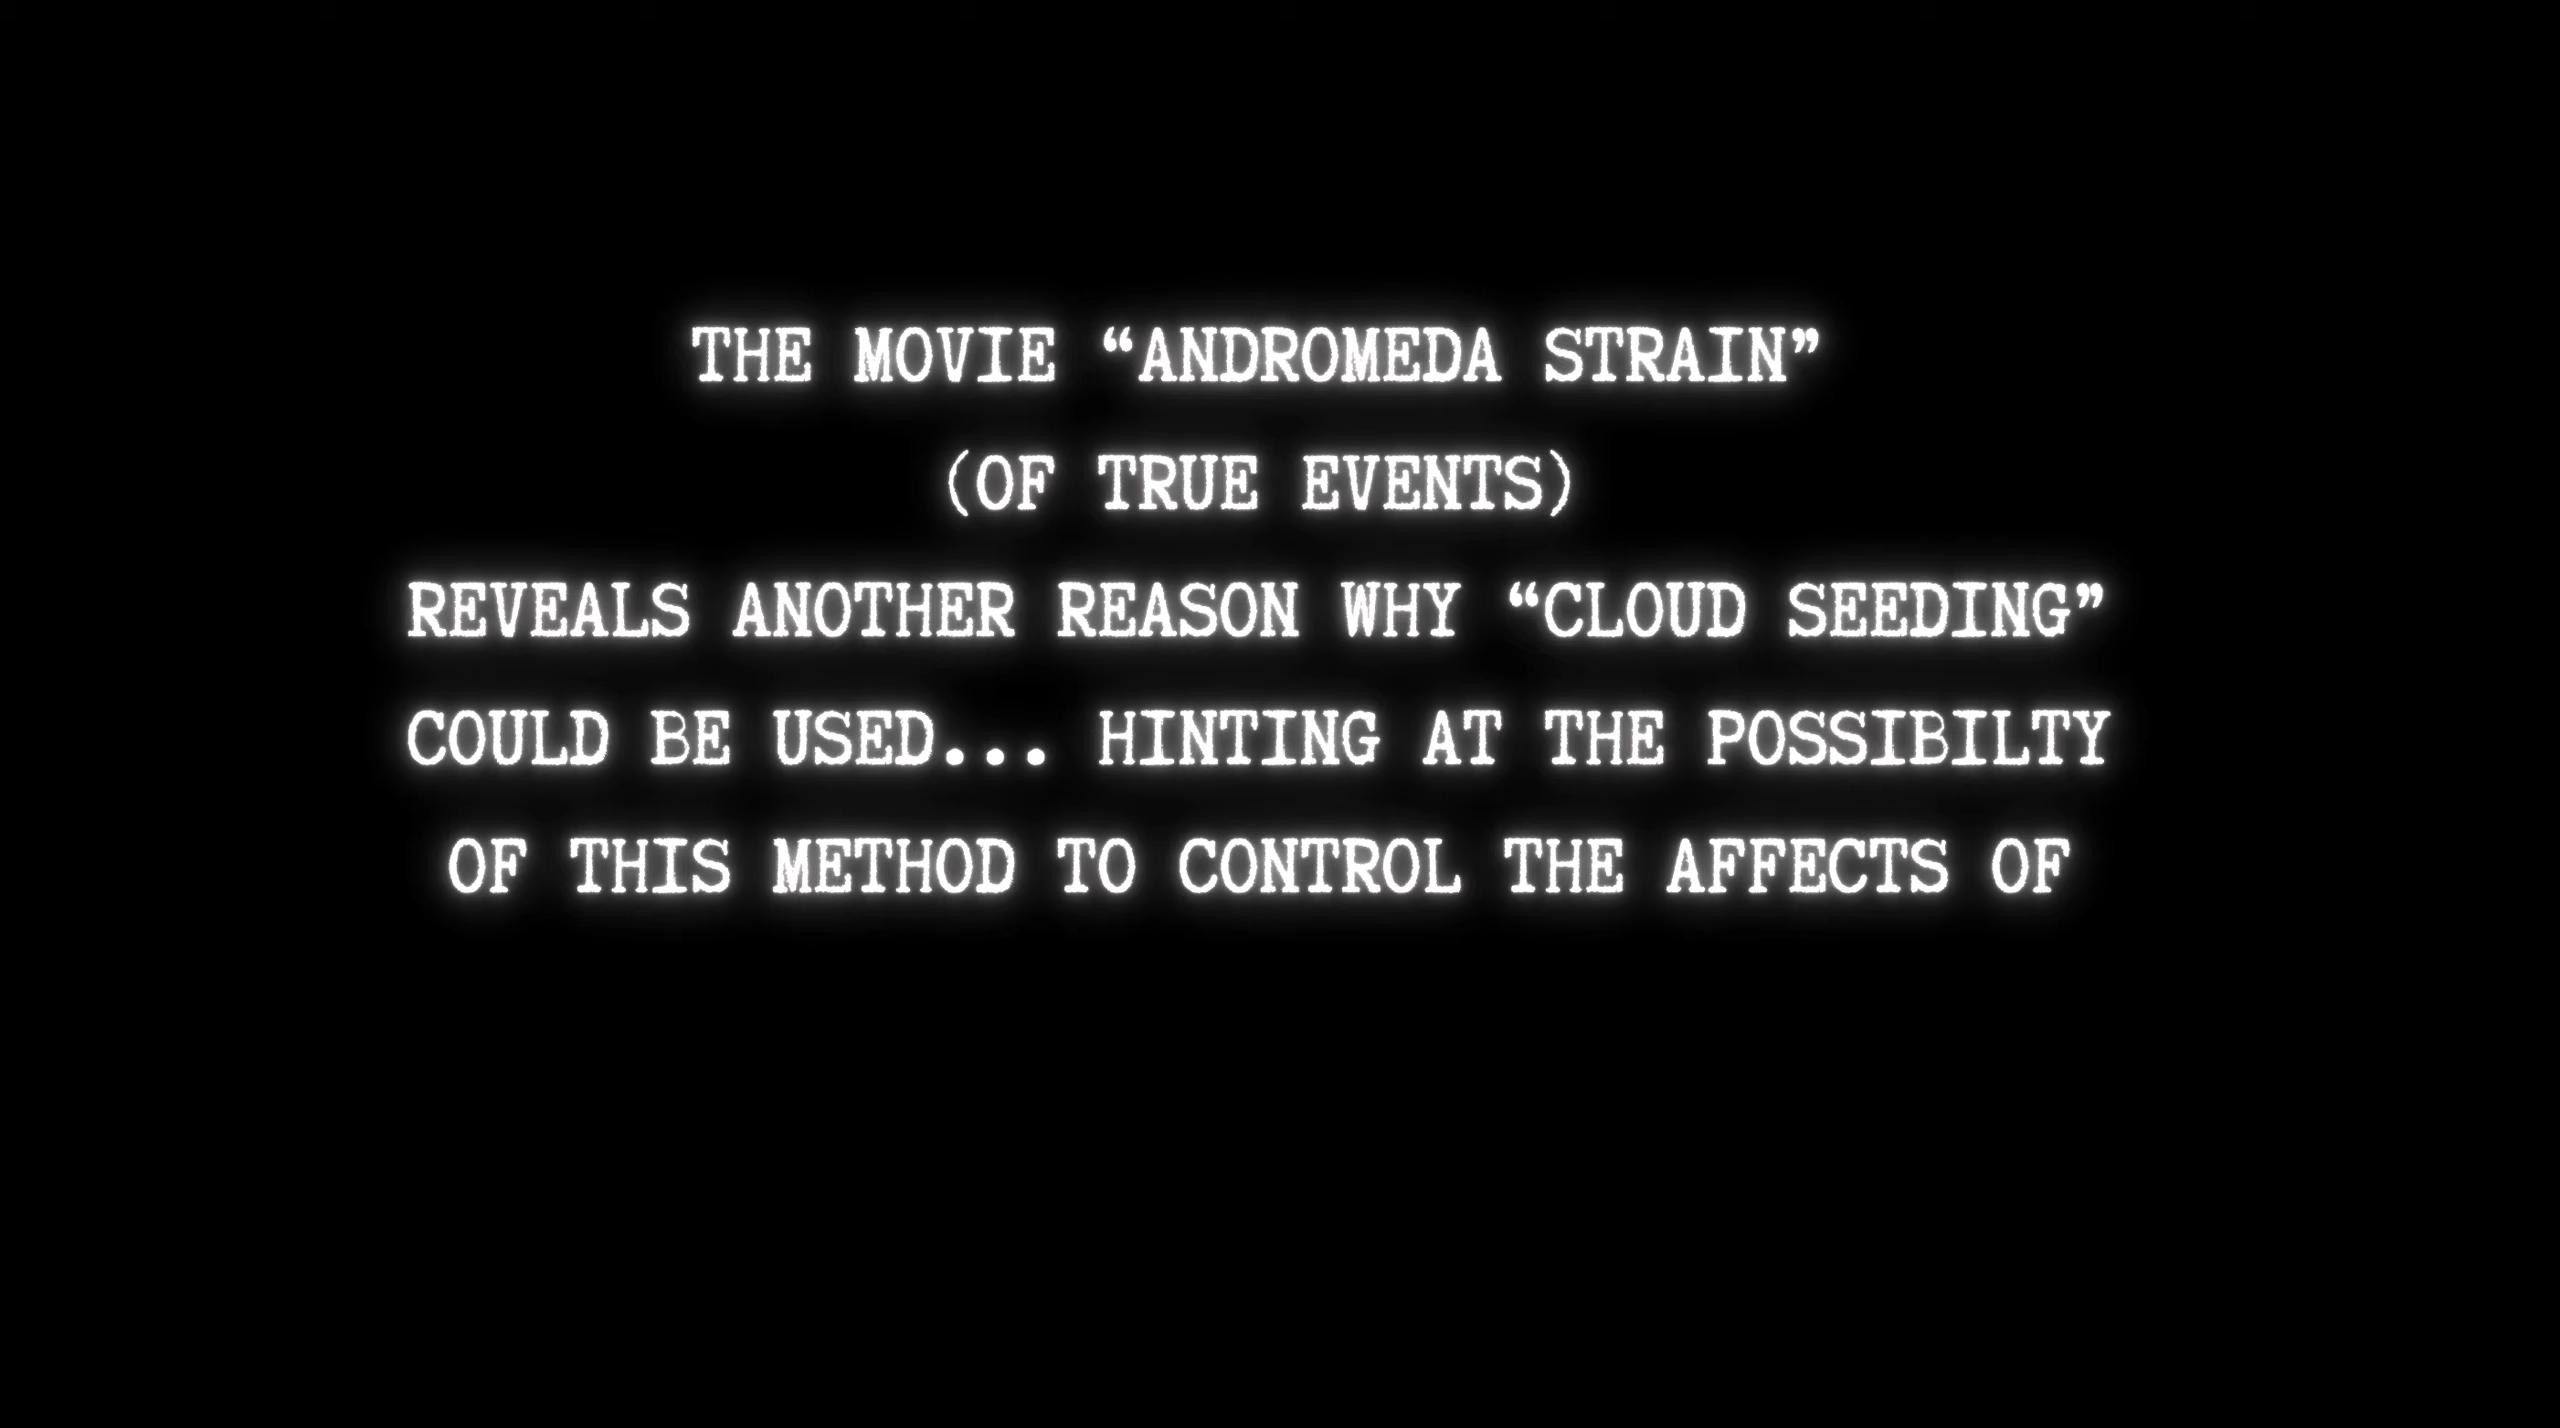 THE MOVIE “ANDROMEDA STRAIN”
(OF TRUE EVENTS)
REVEALS ANOTHER REASON WHY “CLOUD SEEDING”
COULD BE USED... HINTING AT THE POSSIBILTY
OF THIS METHOD TO CONTROL THE AFFECTS OF